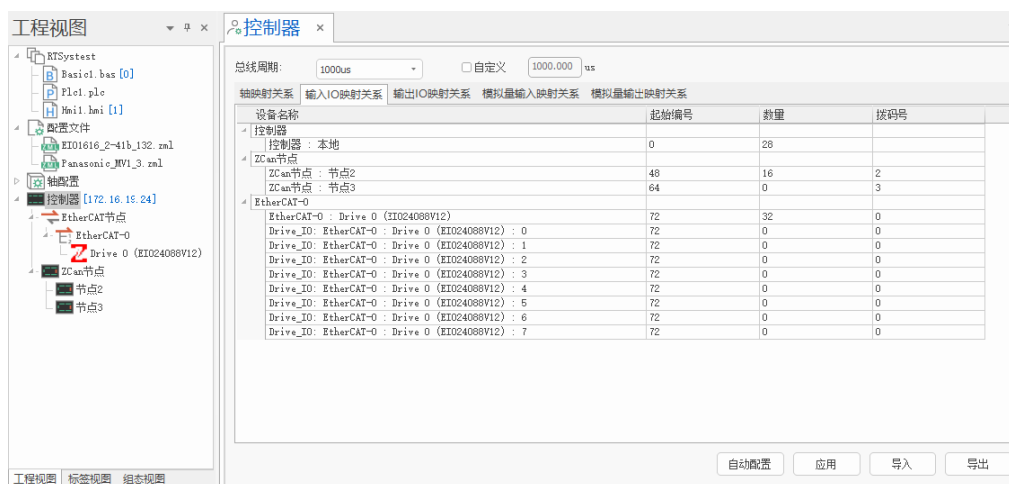 工程视图
RTSystest
Basic1.bas [0]
Plc1.plc
Hmi1.hmi [1]
配置文件
EIO1616_2-41b_132.zml
Panasonic_MV1_3.zml
轴配置
控制器 [172.16.19.24]
EtherCAT节点
EtherCAT-0
Drive 0 (EIO24088V12)
ZCan节点
节点2
节点3
工程视图 标签视图 组态视图
控制器
总线周期: 1000us 自定义 1000.000 us
轴映射关系 输入IO映射关系 输出IO映射关系 模拟量输入映射关系 模拟量输出映射关系
设备名称 起始编号 数量 拨码号
控制器
控制器 : 本地 0 28
ZCan节点
ZCan节点 : 节点2 48 16 2
ZCan节点 : 节点3 64 0 3
EtherCAT-0
EtherCAT-0 : Drive 0 (EIO24088V12) 72 32 0
Drive_IO: EtherCAT-0 : Drive 0 (EIO24088V12) : 0 72 0 0
Drive_IO: EtherCAT-0 : Drive 0 (EIO24088V12) : 1 72 0 0
Drive_IO: EtherCAT-0 : Drive 0 (EIO24088V12) : 2 72 0 0
Drive_IO: EtherCAT-0 : Drive 0 (EIO24088V12) : 3 72 0 0
Drive_IO: EtherCAT-0 : Drive 0 (EIO24088V12) : 4 72 0 0
Drive_IO: EtherCAT-0 : Drive 0 (EIO24088V12) : 5 72 0 0
Drive_IO: EtherCAT-0 : Drive 0 (EIO24088V12) : 6 72 0 0
Drive_IO: EtherCAT-0 : Drive 0 (EIO24088V12) : 7 72 0 0
自动配置 应用 导入 导出